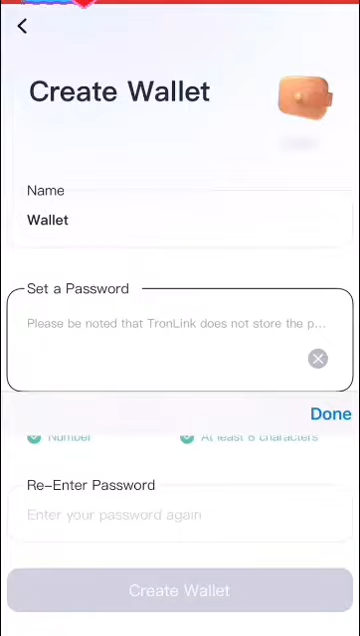 Create Wallet
Name
Wallet
Set a Password
Please be noted that TronLink does not store the p...
Done
Number
At least 8 characters
Re-Enter Password
Enter your password again
Create Wallet